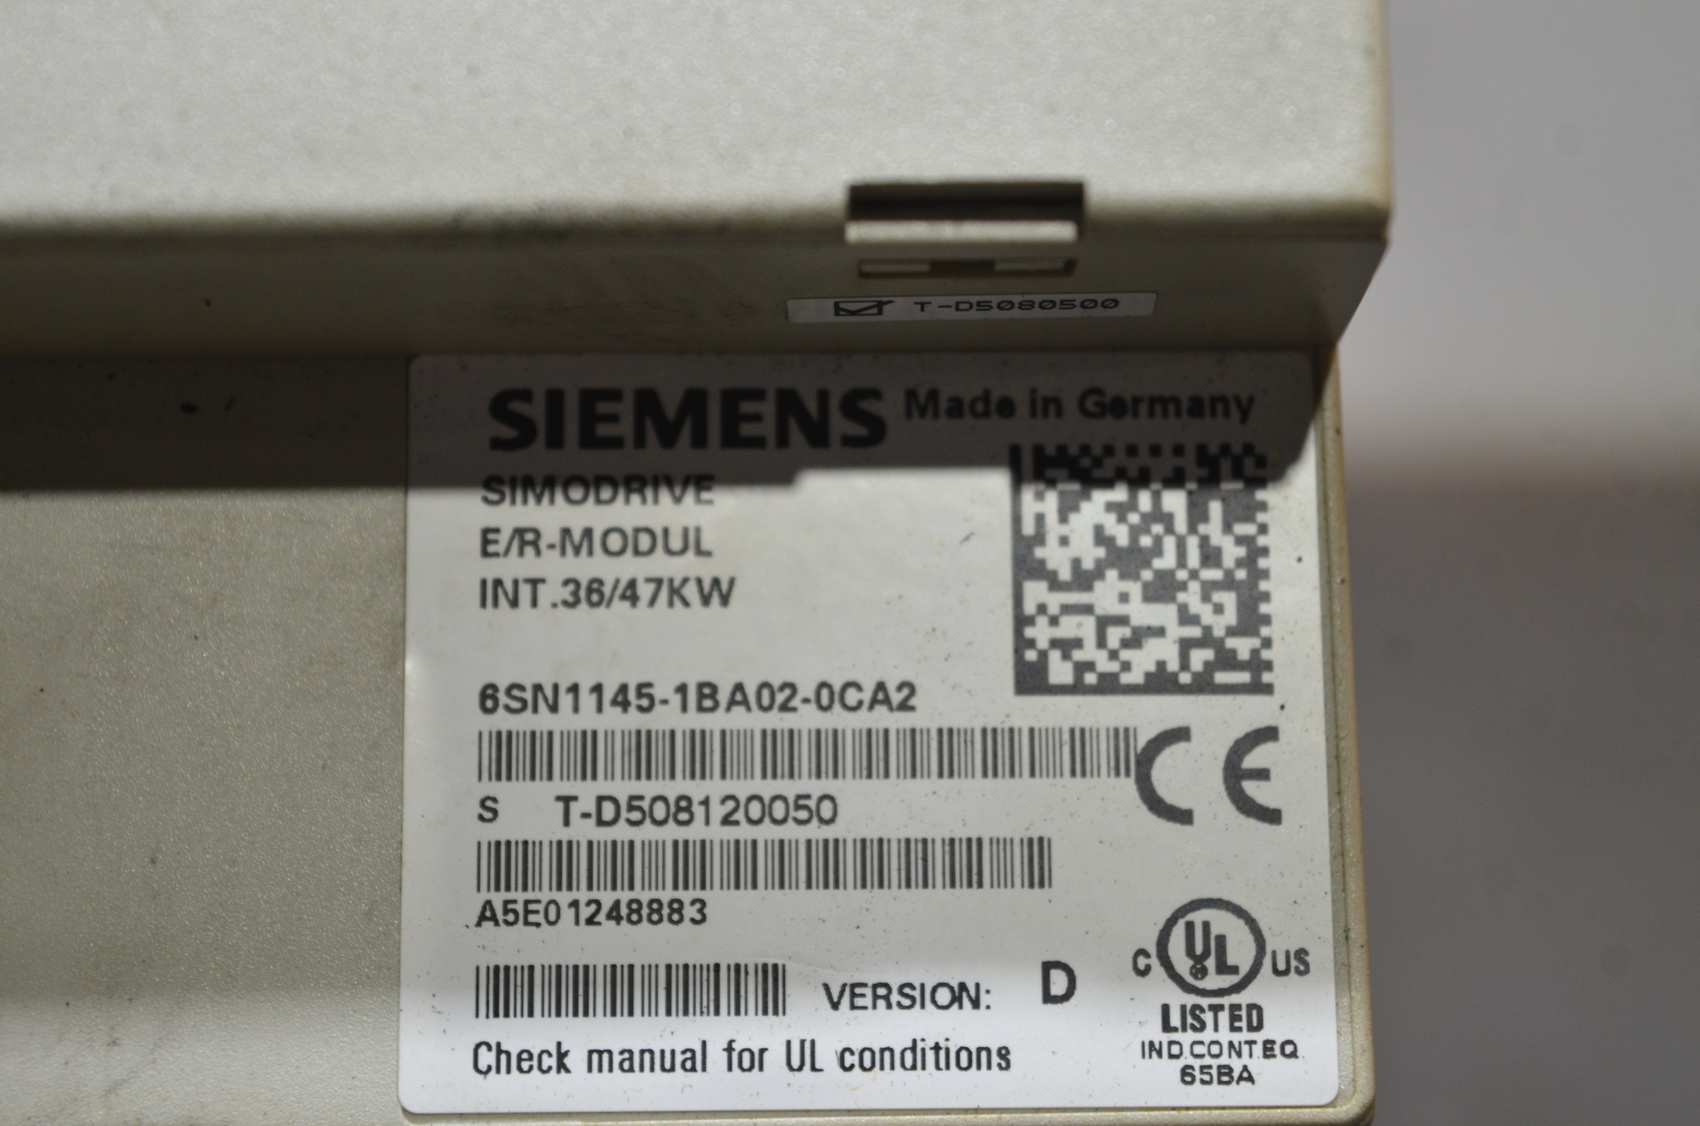 T-D5080500
SIEMENS Made in Germany
SIMODRIVE
E/R-MODUL
INT.36/47KW
6SN1145-1BA02-0CA2
CE
S T-D508120050
A5E01248883
C UL US
LISTED
IND.CONT.EQ
65BA
VERSION: D
Check manual for UL conditions